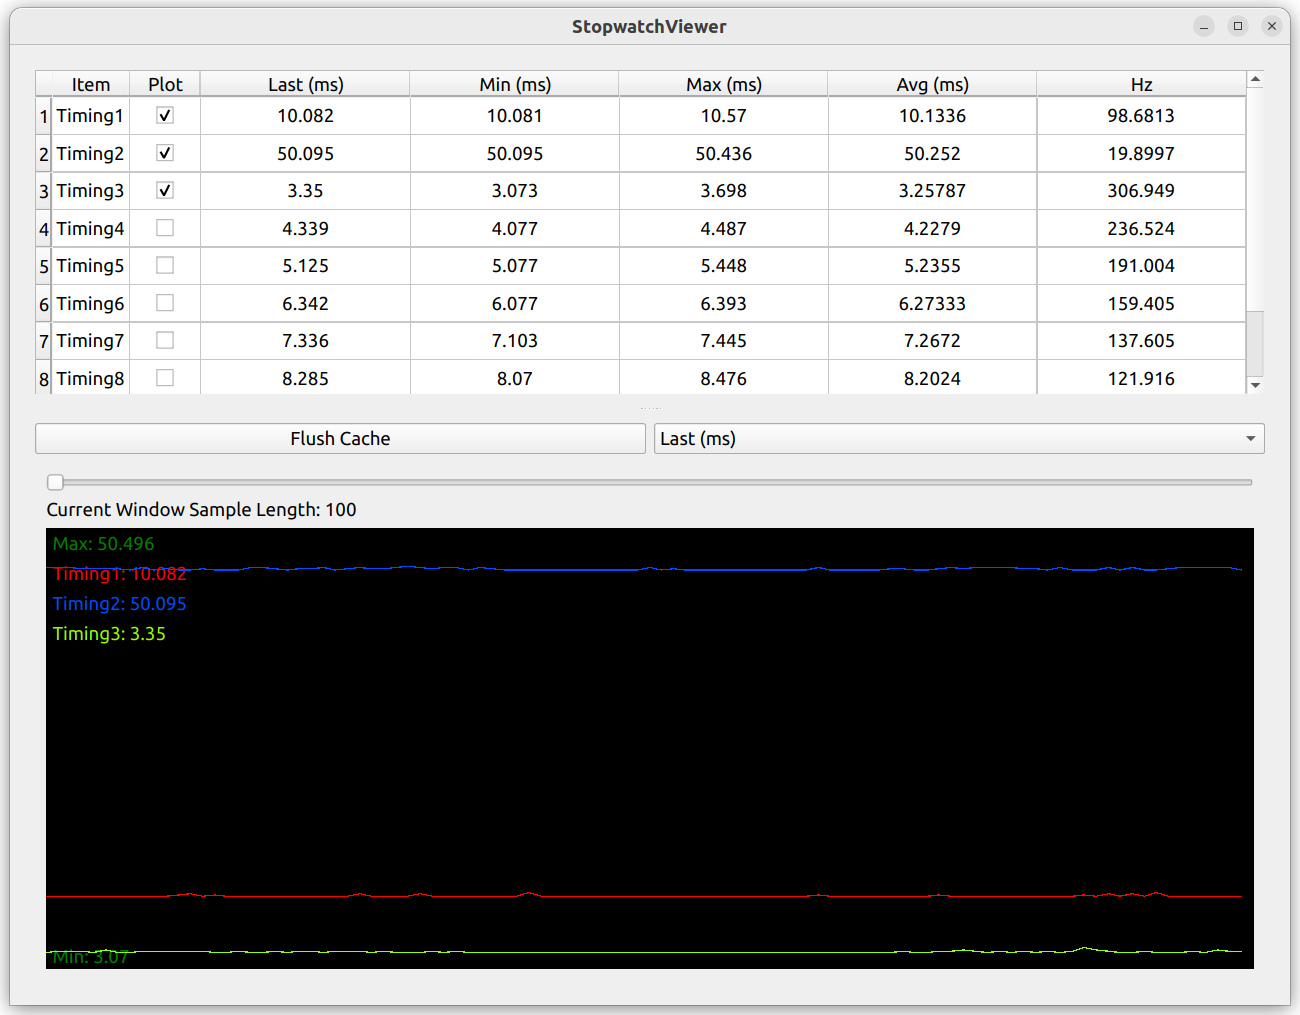 StopwatchViewer
Item Plot Last (ms) Min (ms) Max (ms) Avg (ms) Hz
1 Timing1 10.082 10.081 10.57 10.1336 98.6813
2 Timing2 50.095 50.095 50.436 50.252 19.8997
3 Timing3 3.35 3.073 3.698 3.25787 306.949
4 Timing4 4.339 4.077 4.487 4.2279 236.524
5 Timing5 5.125 5.077 5.448 5.2355 191.004
6 Timing6 6.342 6.077 6.393 6.27333 159.405
7 Timing7 7.336 7.103 7.445 7.2672 137.605
8 Timing8 8.285 8.07 8.476 8.2024 121.916
Flush Cache Last (ms)
Current Window Sample Length: 100
Max: 50.496
Timing1: 10.082
Timing2: 50.095
Timing3: 3.35
Min: 3.07